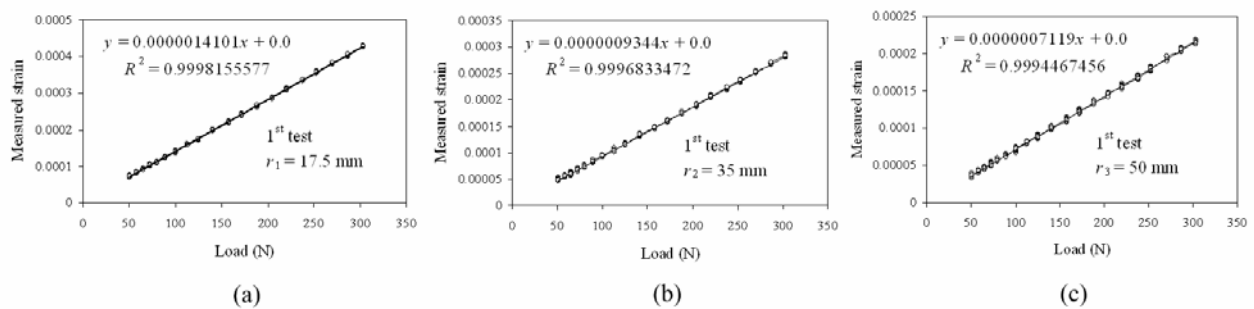 0.0005
0.0004
0.0003
0.0002
0.0001
0
Measured strain
y = 0.0000014101x + 0.0
R² = 0.9998155577
1st test
r₁ = 17.5 mm
0 50 100 150 200 250 300 350
Load (N)
(a)
0.00035
0.0003
0.00025
0.0002
0.00015
0.0001
0.00005
0
Measured strain
y = 0.0000009344x + 0.0
R² = 0.9996833472
1st test
r₂ = 35 mm
0 50 100 150 200 250 300 350
Load (N)
(b)
0.00025
0.0002
0.00015
0.0001
0.00005
0
Measured strain
y = 0.0000007119x + 0.0
R² = 0.9994467456
1st test
r₃ = 50 mm
0 50 100 150 200 250 300 350
Load (N)
(c)